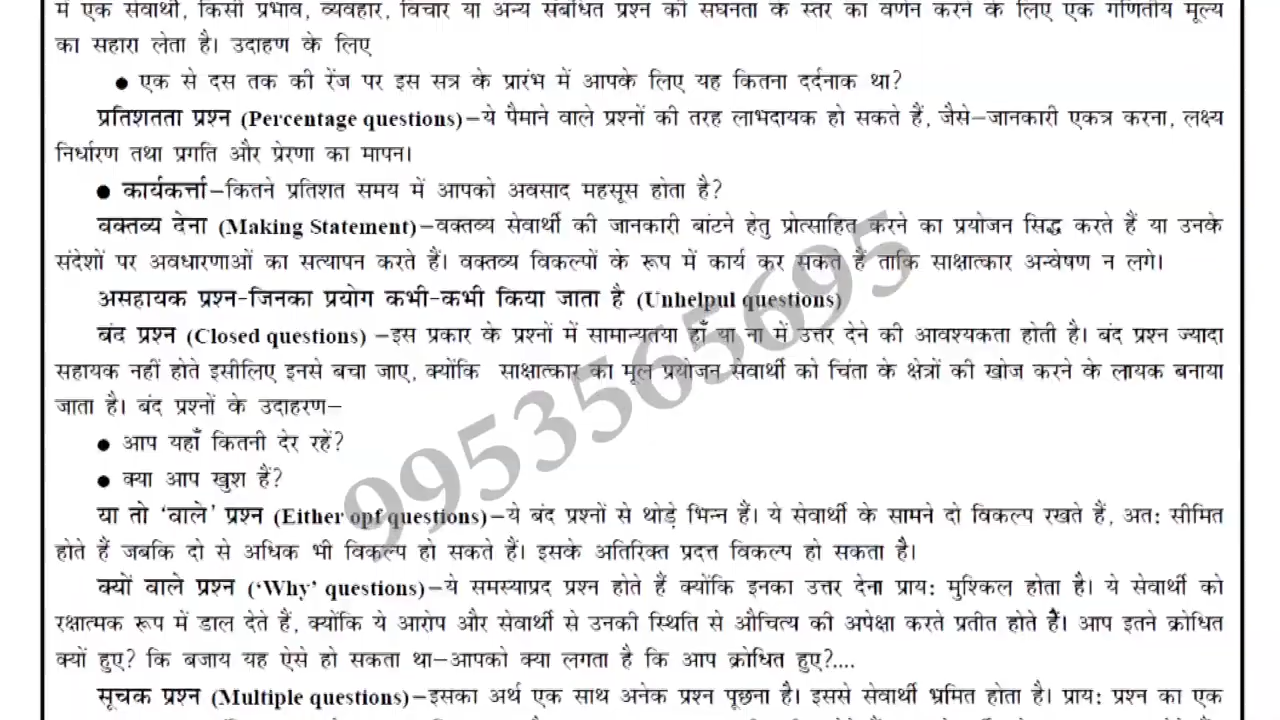 में एक सेवार्थी, किसी प्रभाव, व्यवहार, विचार या अन्य संबंधित प्रश्न की सघनता के स्तर का वर्णन करने के लिए एक गणितीय मूल्य
का सहारा लेता है। उदाहण के लिए
● एक से दस तक की रेंज पर इस सत्र के प्रारंभ में आपके लिए यह कितना दर्दनाक था?
प्रतिशतता प्रश्न (Percentage questions)–ये पैमाने वाले प्रश्नों की तरह लाभदायक हो सकते हैं, जैसे–जानकारी एकत्र करना, लक्ष्य
निर्धारण तथा प्रगति और प्रेरणा का मापन।
● कार्यकर्त्ता–कितने प्रतिशत समय में आपको अवसाद महसूस होता है?
वक्तव्य देना (Making Statement)–वक्तव्य सेवार्थी की जानकारी बांटने हेतु प्रोत्साहित करने का प्रयोजन सिद्ध करते हैं या उनके
संदेशों पर अवधारणाओं का सत्यापन करते हैं। वक्तव्य विकल्पों के रूप में कार्य कर सकते हैं ताकि साक्षात्कार अन्वेषण न लगे।
असहायक प्रश्न-जिनका प्रयोग कभी-कभी किया जाता है (Unhelpul questions)
बंद प्रश्न (Closed questions) –इस प्रकार के प्रश्नों में सामान्यतया हाँ या ना में उत्तर देने की आवश्यकता होती है। बंद प्रश्न ज्यादा
सहायक नहीं होते इसीलिए इनसे बचा जाए, क्योंकि साक्षात्कार का मूल प्रयोजन सेवार्थी को चिंता के क्षेत्रों की खोज करने के लायक बनाया
जाता है। बंद प्रश्नों के उदाहरण–
● आप यहाँ कितनी देर रहें?
● क्या आप खुश हैं?
या तो ‘वाले’ प्रश्न (Either opf questions)–ये बंद प्रश्नों से थोड़े भिन्न हैं। ये सेवार्थी के सामने दो विकल्प रखते हैं, अतः सीमित
होते हैं जबकि दो से अधिक भी विकल्प हो सकते हैं। इसके अतिरिक्त प्रदत्त विकल्प हो सकता है।
क्यों वाले प्रश्न (‘Why’ questions)–ये समस्याप्रद प्रश्न होते हैं क्योंकि इनका उत्तर देना प्रायः मुश्किल होता है। ये सेवार्थी को
रक्षात्मक रूप में डाल देते हैं, क्योंकि ये आरोप और सेवार्थी से उनकी स्थिति से औचित्य की अपेक्षा करते प्रतीत होते हैं। आप इतने क्रोधित
क्यों हुए? कि बजाय यह ऐसे हो सकता था–आपको क्या लगता है कि आप क्रोधित हुए?....
सूचक प्रश्न (Multiple questions)–इसका अर्थ एक साथ अनेक प्रश्न पूछना है। इससे सेवार्थी भ्रमित होता है। प्रायः प्रश्न का एक
9953565695